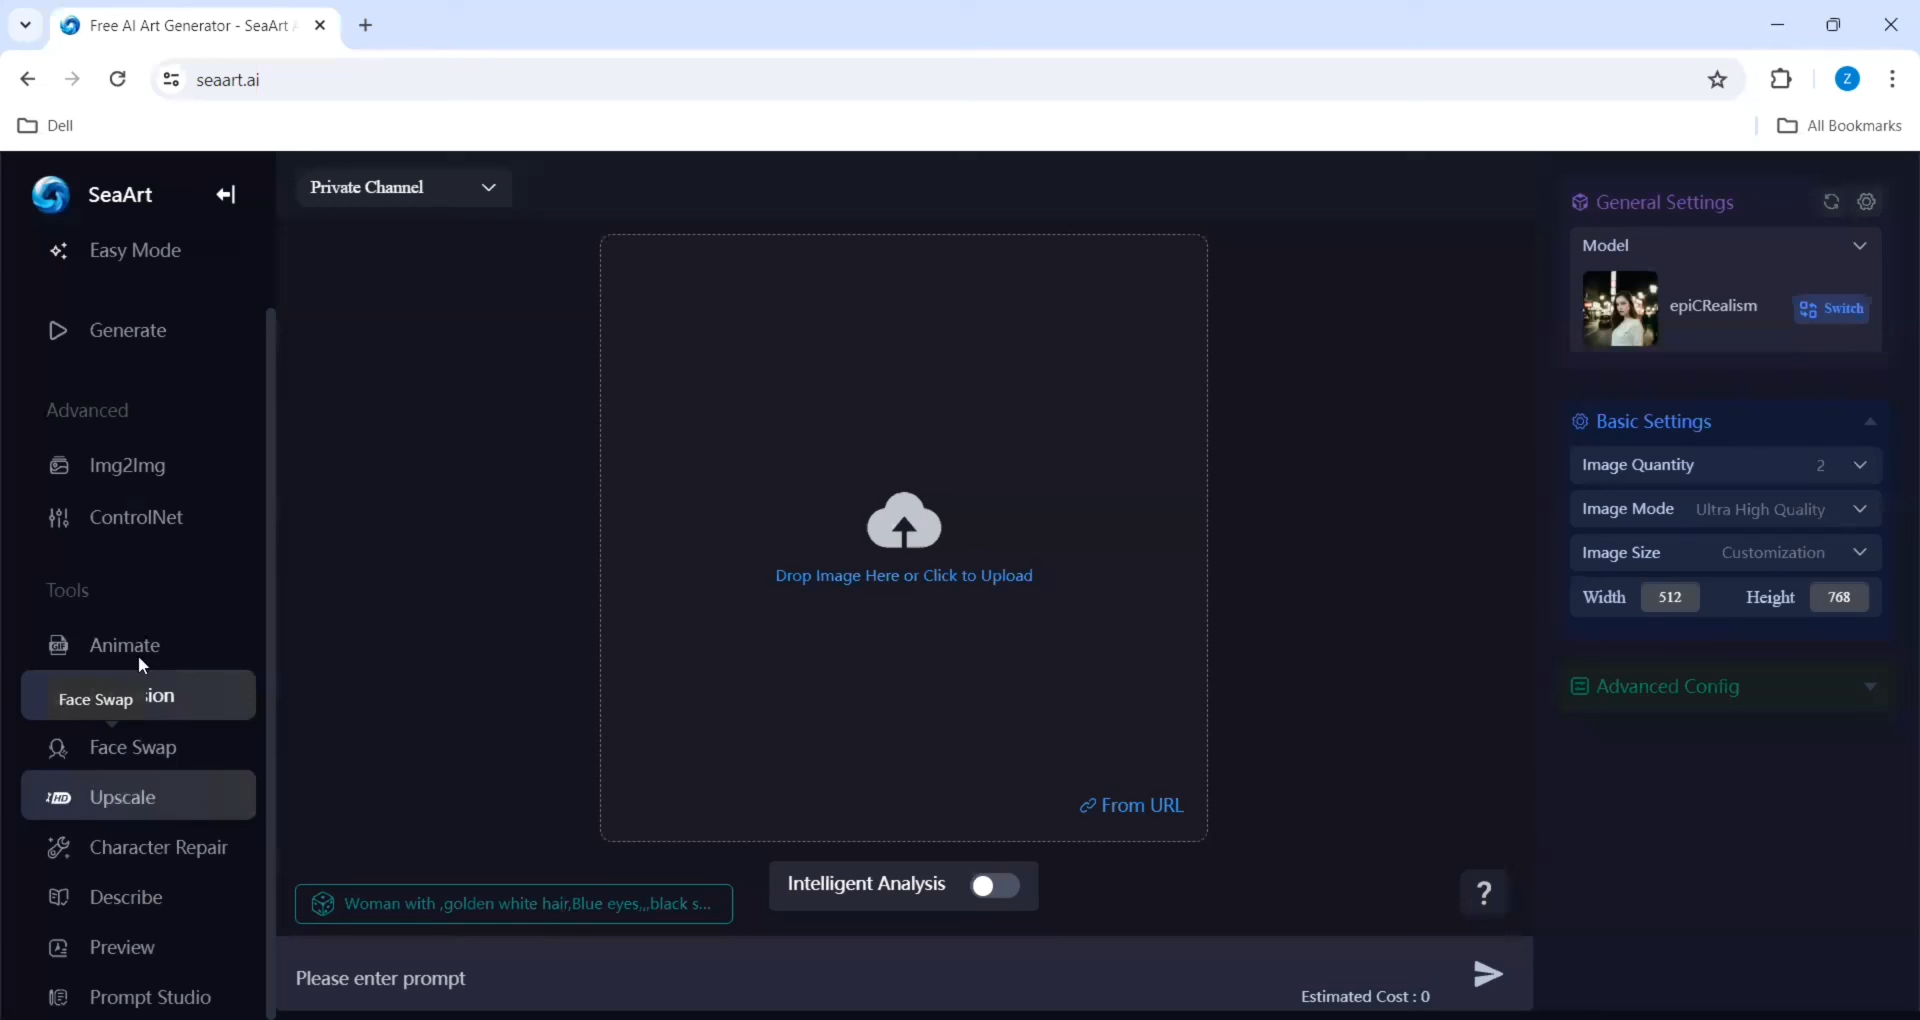 Free AI Art Generator - SeaArt
seaart.ai
Z
Dell
All Bookmarks
SeaArt
Easy Mode
Generate
Advanced
Img2Img
ControlNet
Tools
GIF
Animate
Face Swap
sion
Face Swap
HD
Upscale
Character Repair
Describe
Preview
Prompt Studio
Private Channel
Drop Image Here or Click to Upload
From URL
Intelligent Analysis
Woman with ,golden white hair,Blue eyes,,,black s...
?
Please enter prompt
Estimated Cost : 0
General Settings
Model
epiCRealism
Switch
Basic Settings
Image Quantity 2
Image Mode Ultra High Quality
Image Size Customization
Width 512 Height 768
Advanced Config